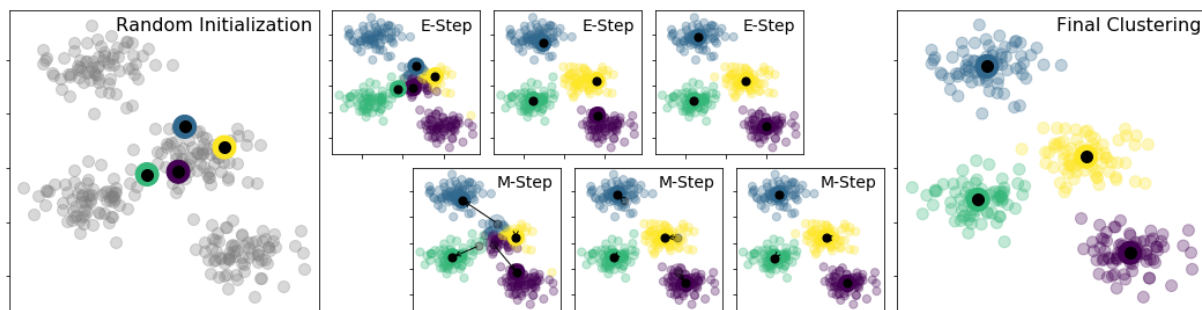 Random Initialization
E-Step
E-Step
E-Step
Final Clustering
M-Step
M-Step
M-Step